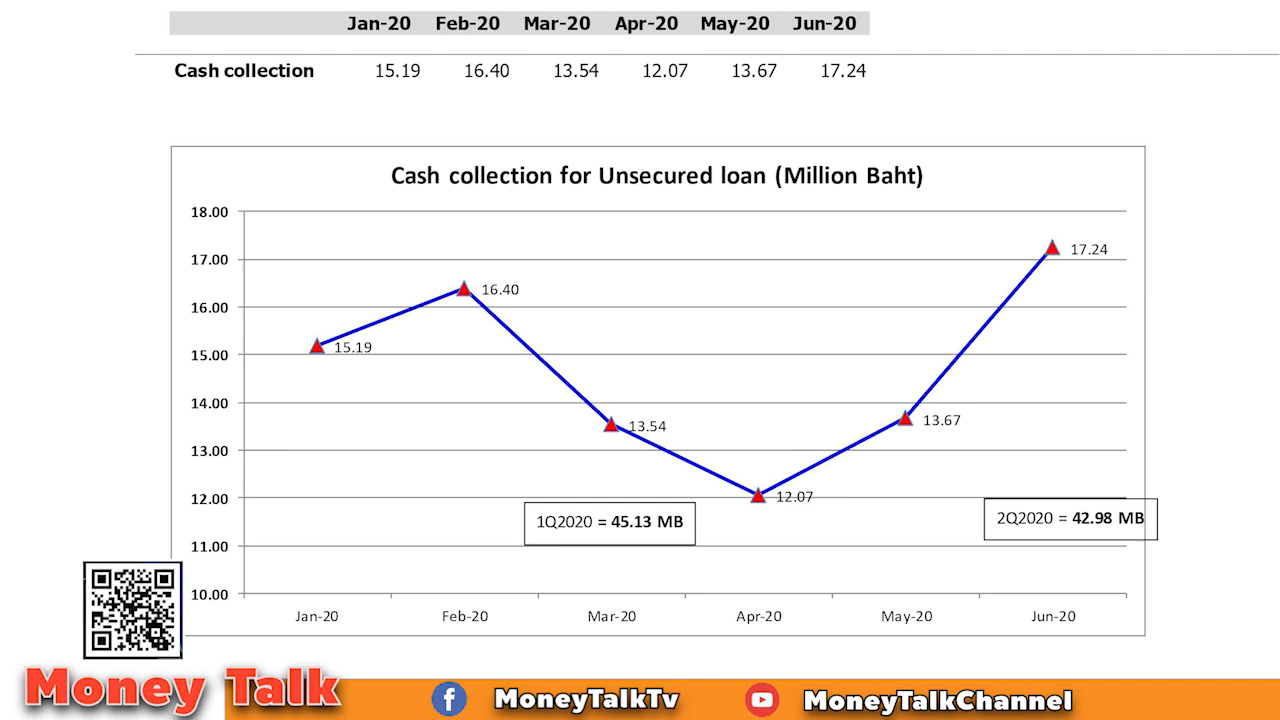 Jan-20 Feb-20 Mar-20 Apr-20 May-20 Jun-20
Cash collection 15.19 16.40 13.54 12.07 13.67 17.24
Cash collection for Unsecured loan (Million Baht)
18.00
17.00
16.00
15.00
14.00
13.00
12.00
11.00
10.00
15.19
16.40
13.54
12.07
13.67
17.24
1Q2020 = 45.13 MB
2Q2020 = 42.98 MB
Jan-20 Feb-20 Mar-20 Apr-20 May-20 Jun-20
Money Talk
MoneyTalkTv
MoneyTalkChannel